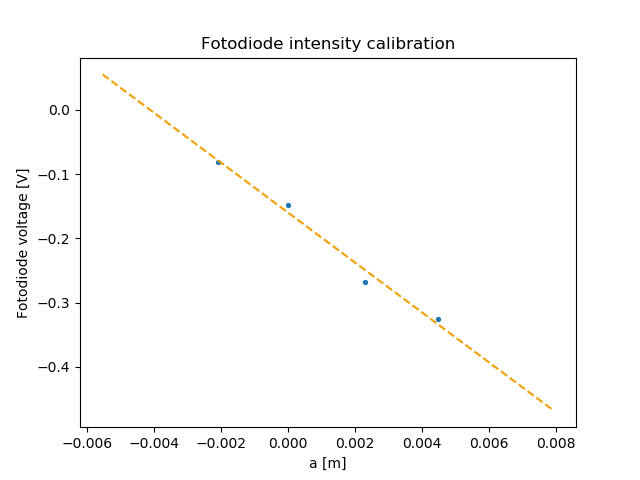 Fotodiode intensity calibration
Fotodiode voltage [V]
0.0
−0.1
−0.2
−0.3
−0.4
−0.006 −0.004 −0.002 0.000 0.002 0.004 0.006 0.008
a [m]